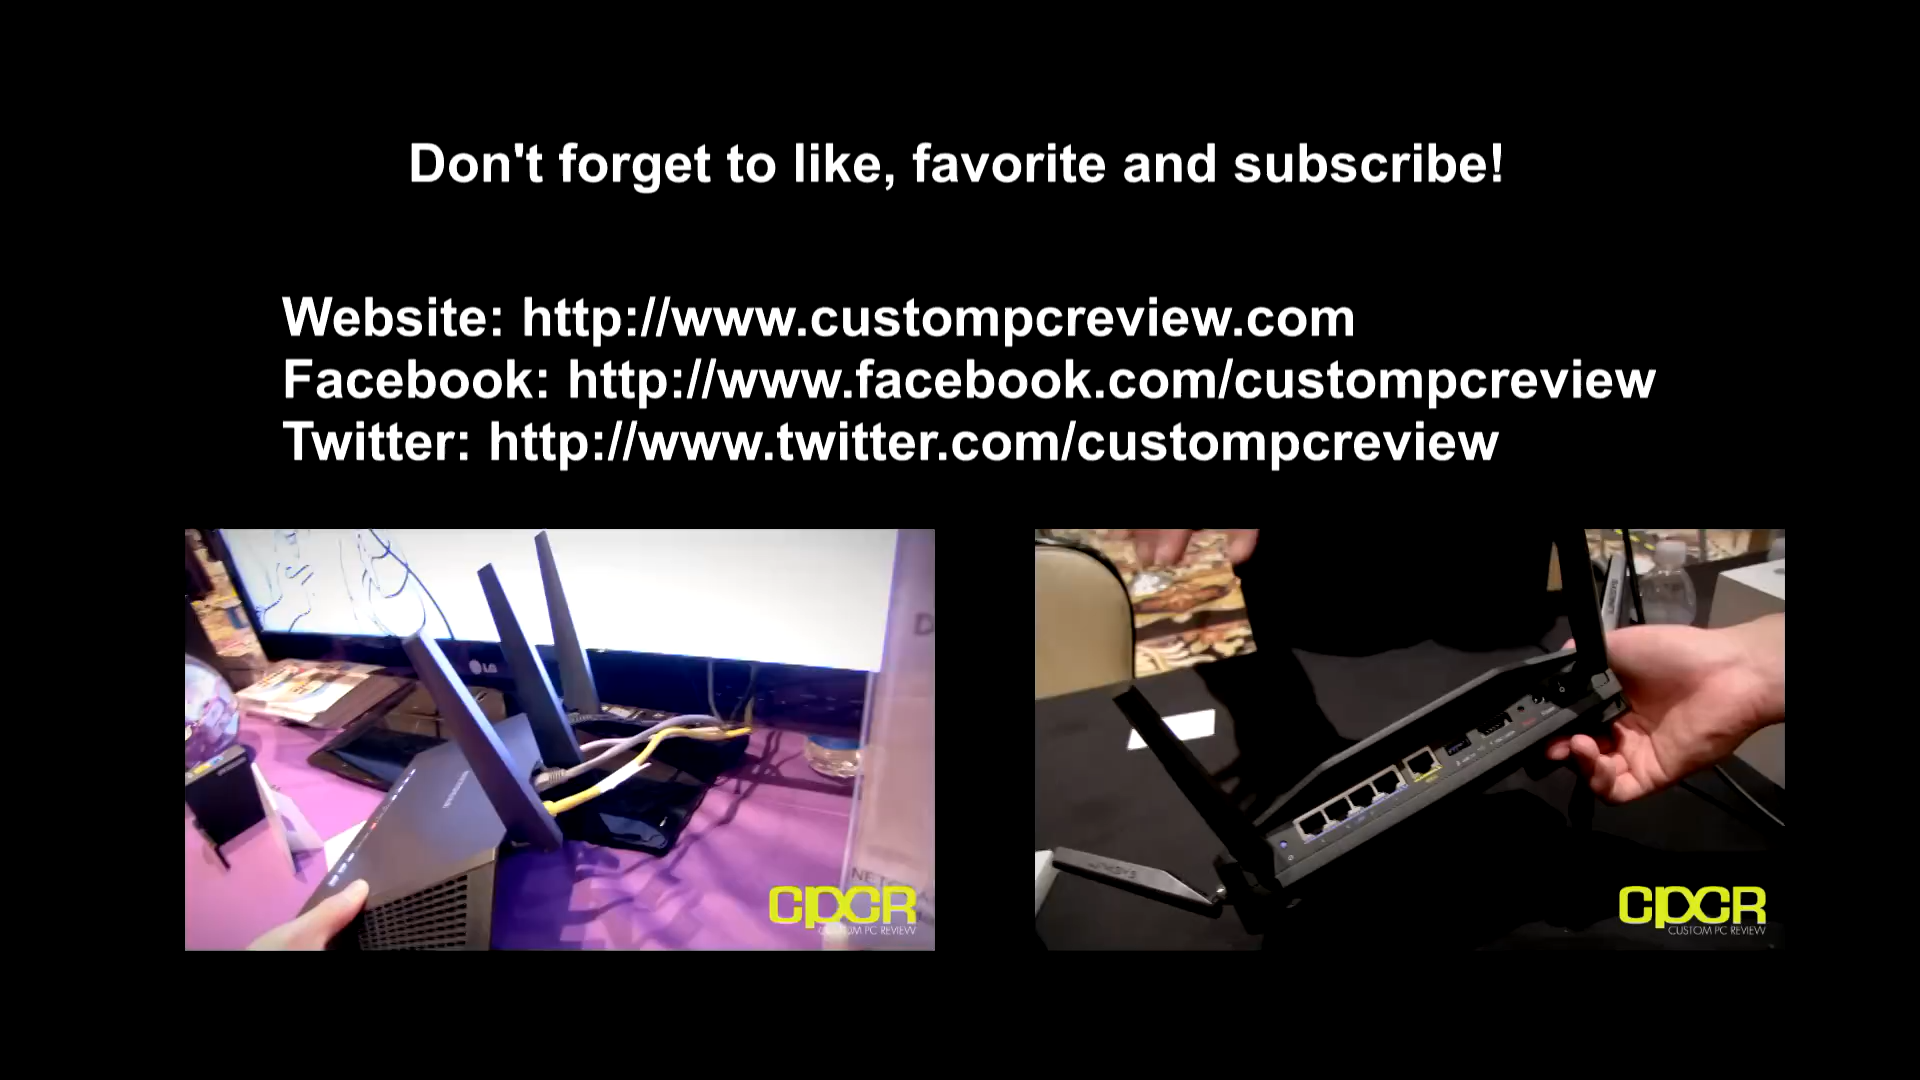 Don't forget to like, favorite and subscribe!
Website: http://www.custompcreview.com
Facebook: http://www.facebook.com/custompcreview
Twitter: http://www.twitter.com/custompcreview
LG
CPCR
CUSTOM PC REVIEW
CPCR
CUSTOM PC REVIEW